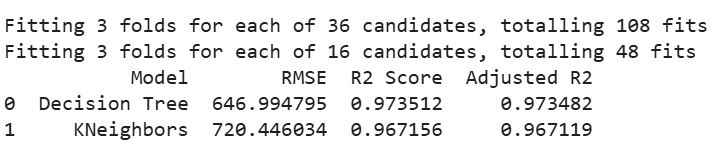 Fitting 3 folds for each of 36 candidates, totalling 108 fits
Fitting 3 folds for each of 16 candidates, totalling 48 fits
Model RMSE R2 Score Adjusted R2
0 Decision Tree 646.994795 0.973512 0.973482
1 KNeighbors 720.446034 0.967156 0.967119